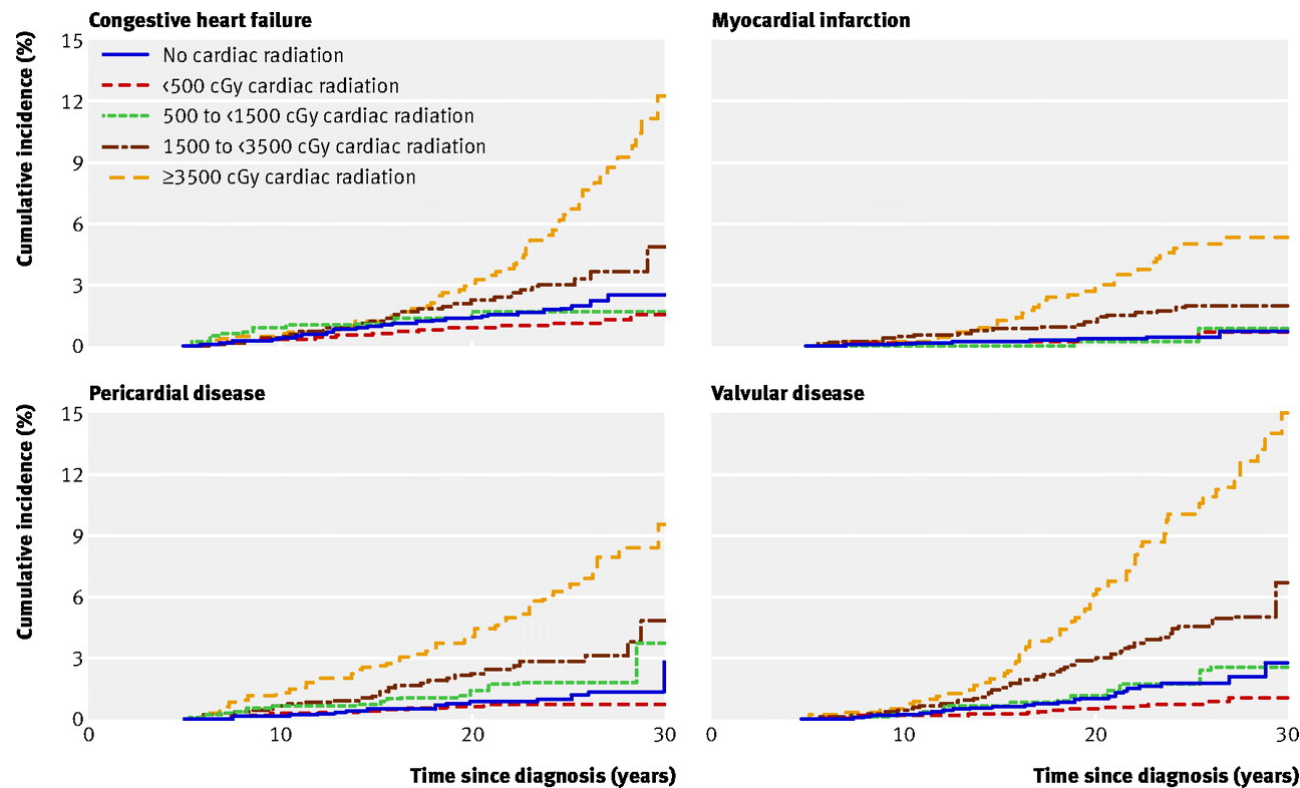 Congestive heart failure
Myocardial infarction
Cumulative incidence (%)
15
12
9
6
3
0
No cardiac radiation
<500 cGy cardiac radiation
500 to <1500 cGy cardiac radiation
1500 to <3500 cGy cardiac radiation
≥3500 cGy cardiac radiation
Pericardial disease
Valvular disease
Cumulative incidence (%)
15
12
9
6
3
0
0
10
20
30
0
10
20
30
Time since diagnosis (years)
Time since diagnosis (years)